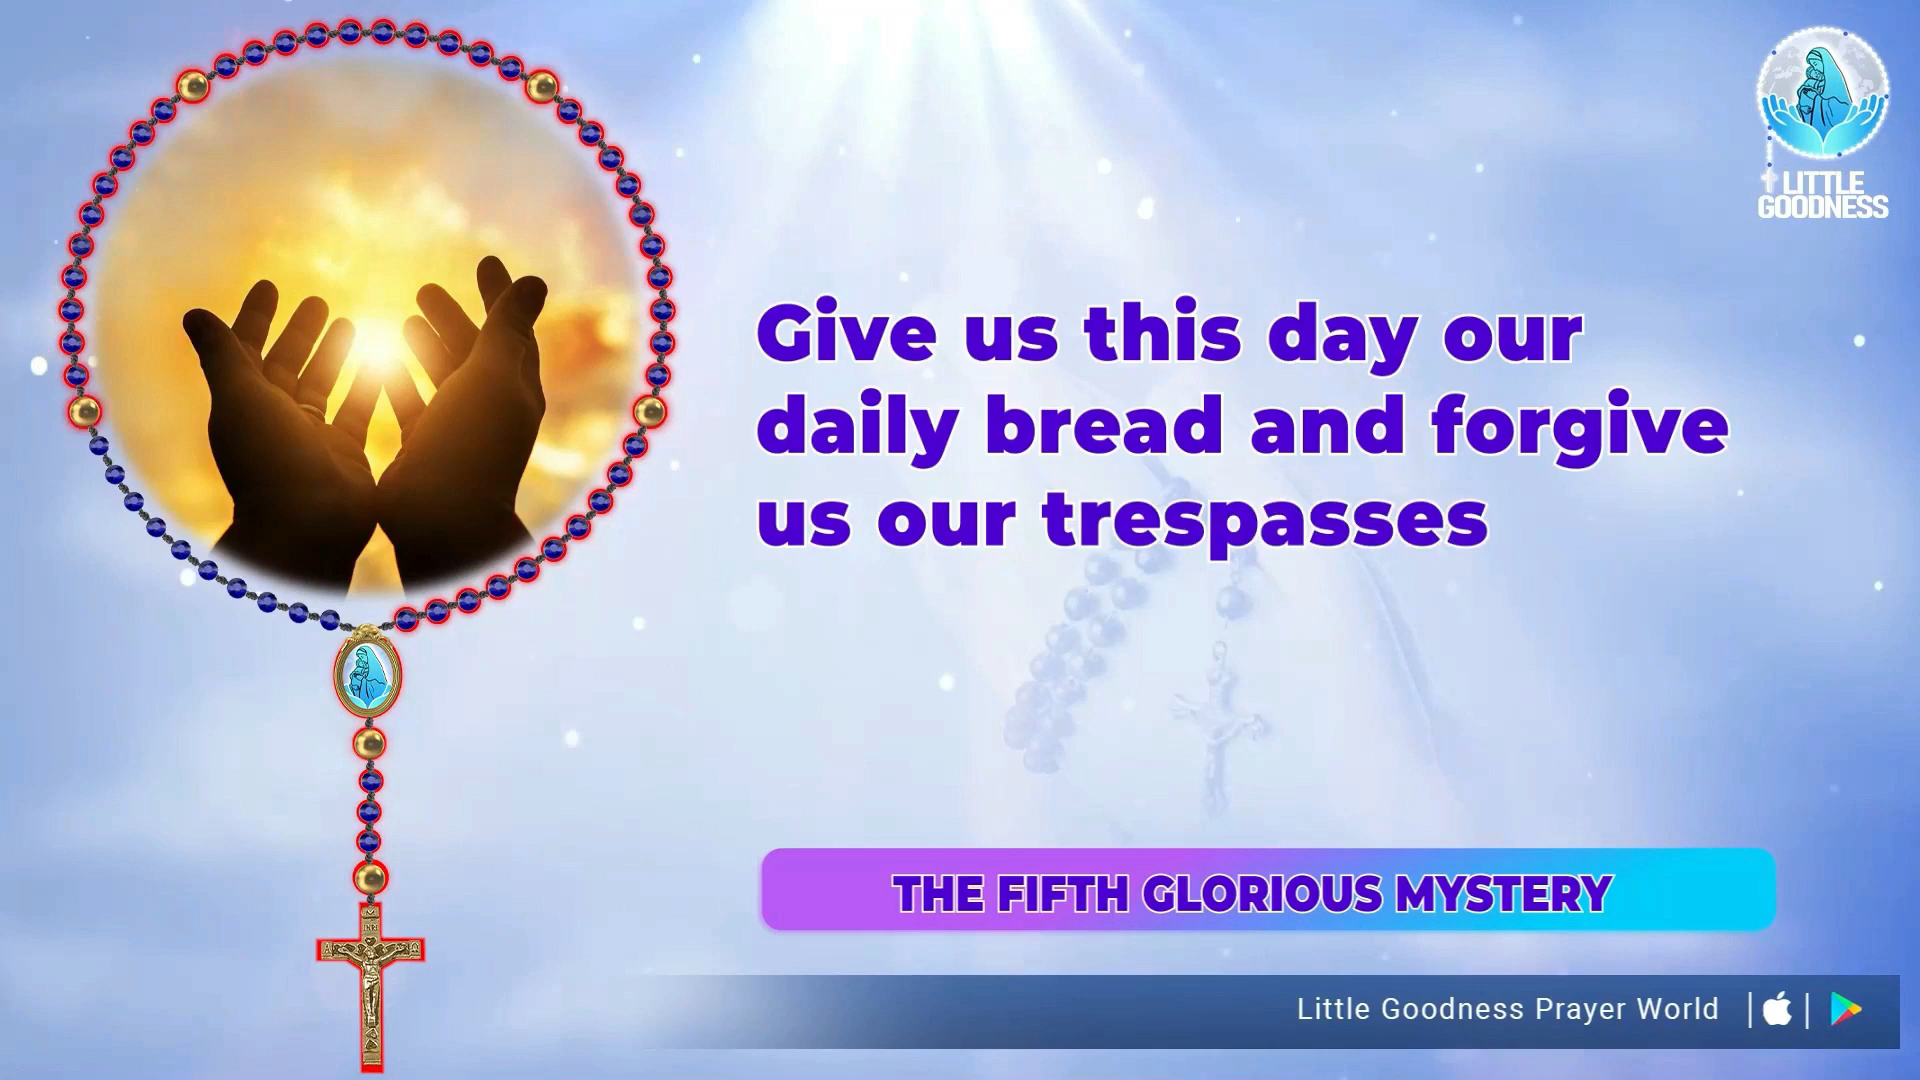 LITTLE
GOODNESS
Give us this day our
daily bread and forgive
us our trespasses
THE FIFTH GLORIOUS MYSTERY
Little Goodness Prayer World
INRI
A Ω